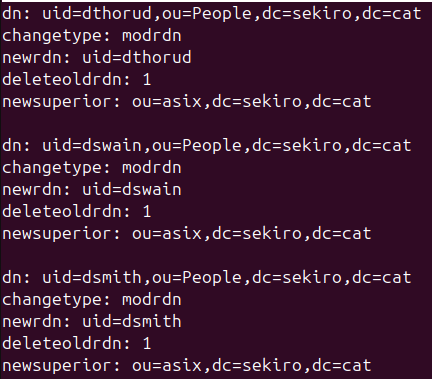 dn: uid=dthorud,ou=People,dc=sekiro,dc=cat
changetype: modrdn
newrdn: uid=dthorud
deleteoldrdn: 1
newsuperior: ou=asix,dc=sekiro,dc=cat

dn: uid=dswain,ou=People,dc=sekiro,dc=cat
changetype: modrdn
newrdn: uid=dswain
deleteoldrdn: 1
newsuperior: ou=asix,dc=sekiro,dc=cat

dn: uid=dsmith,ou=People,dc=sekiro,dc=cat
changetype: modrdn
newrdn: uid=dsmith
deleteoldrdn: 1
newsuperior: ou=asix,dc=sekiro,dc=cat